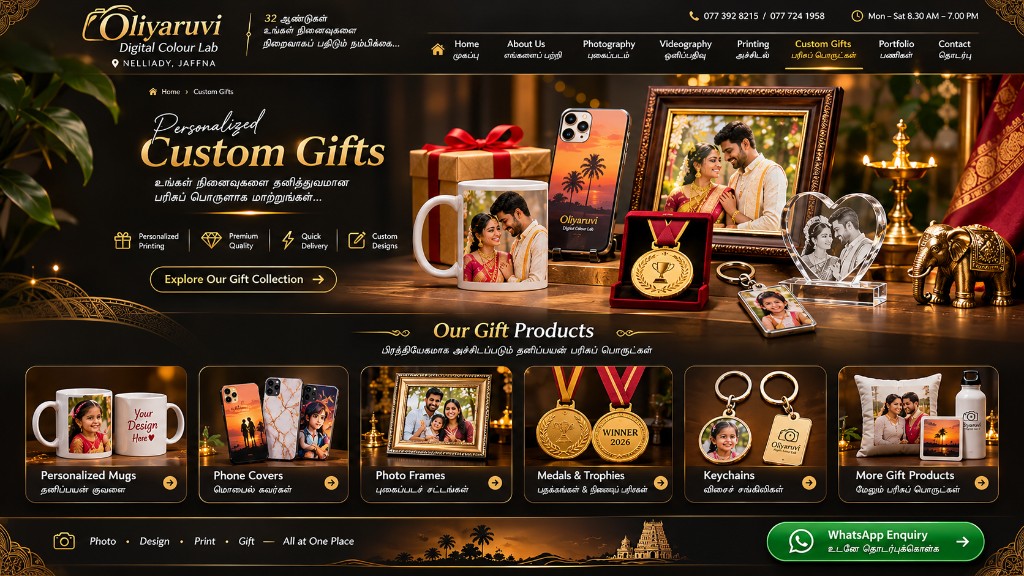 Oliyaruvi
Digital Colour Lab
NELLIADY, JAFFNA
32 ஆண்டுகள்
உங்கள் நினைவுகளை
நிறைவாகப் பதியும் நம்பிக்கை...
077 392 8215 / 077 724 1958
Mon – Sat 8.30 AM – 7.00 PM
Home
முகப்பு
About Us
எங்களைப் பற்றி
Photography
புகைப்படம்
Videography
ஒளிப்பதிவு
Printing
அச்சிடல்
Custom Gifts
பரிசுப் பொருட்கள்
Portfolio
பணிகள்
Contact
தொடர்பு
Home › Custom Gifts
Personalized
Custom Gifts
உங்கள் நினைவுகளை தனித்துவமான
பரிசுப் பொருளாக மாற்றுங்கள்...
Personalized
Printing
Premium
Quality
Quick
Delivery
Custom
Designs
Explore Our Gift Collection →
Oliyaruvi
Digital Colour Lab
Our Gift Products
பிரத்தியேகமாக அச்சிடப்படும் தனிப்பயன் பரிசுப் பொருட்கள்
Your
Design
Here
Personalized Mugs
தனிப்பயன் குவளை
Phone Covers
மொபைல் கவர்கள்
Photo Frames
புகைப்படச் சட்டங்கள்
WINNER
2026
Medals & Trophies
பதக்கங்கள் & நினைவுப் பரிசுகள்
Oliyaruvi
Keychains
விசைச் சங்கிலிகள்
Oliyaruvi
More Gift Products
மேலும் பரிசுப் பொருட்கள்
Photo • Design • Print • Gift — All at One Place
WhatsApp Enquiry
உடனே தொடர்புக்கொள்க